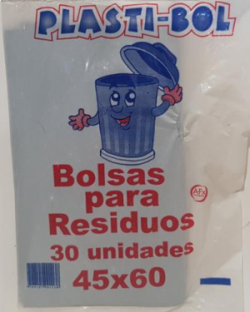 PLASTI-BOL
Bolsas
para
Residuos
30 unidades
45x60